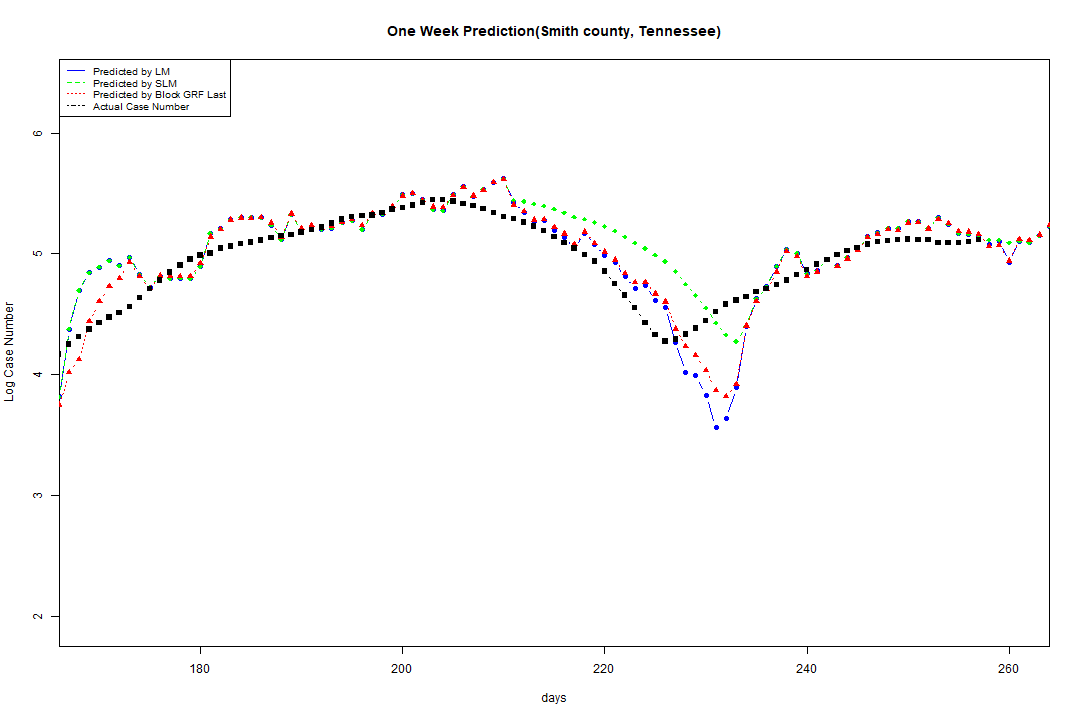 One Week Prediction(Smith county, Tennessee)
Predicted by LM
Predicted by SLM
Predicted by Block GRF Last
Actual Case Number
6
5
4
3
2
Log Case Number
180
200
220
240
260
days